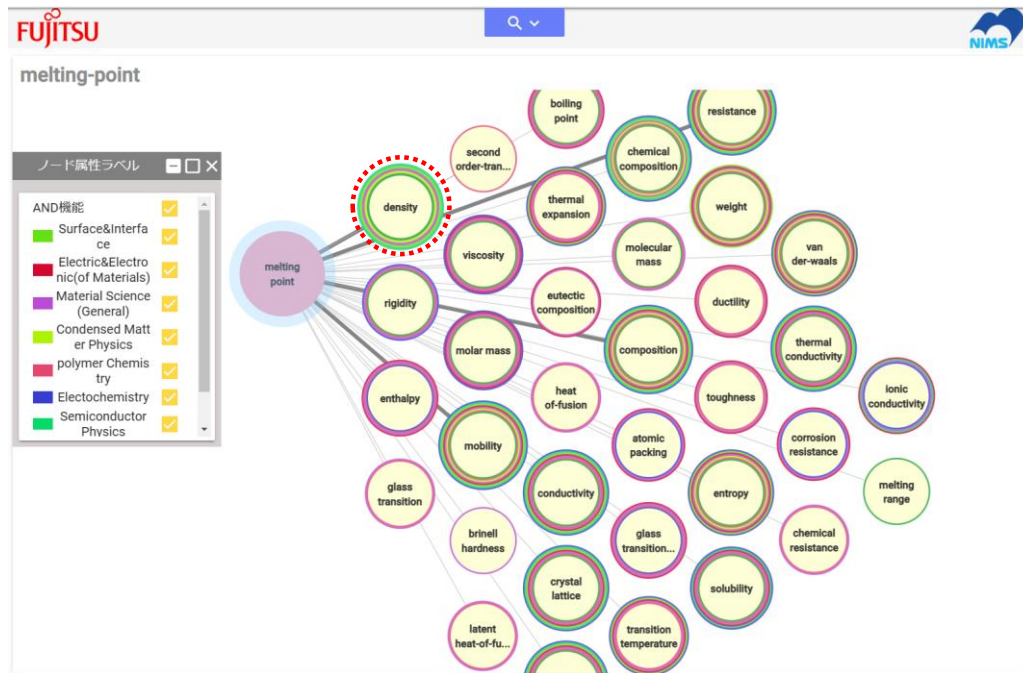 FUJITSU
NIMS
melting-point
ノード属性ラベル
AND機能
Surface&Interfa
ce
Electric&Electro
nic(of Materials)
Material Science
(General)
Condensed Matt
er Physics
polymer Chemis
try
Electochemistry
Semiconductor
Physics
melting
point
boiling
point
resistance
second
order-tran...
chemical
composition
density
thermal
expansion
weight
viscosity
molecular
mass
van
der-waals
rigidity
eutectic
composition
ductility
molar mass
composition
thermal
conductivity
enthalpy
heat
of-fusion
toughness
ionic
conductivity
mobility
atomic
packing
corrosion
resistance
glass
transition
conductivity
entropy
melting
range
brinell
hardness
glass
transition...
chemical
resistance
crystal
lattice
solubility
latent
heat-of-fu...
transition
temperature